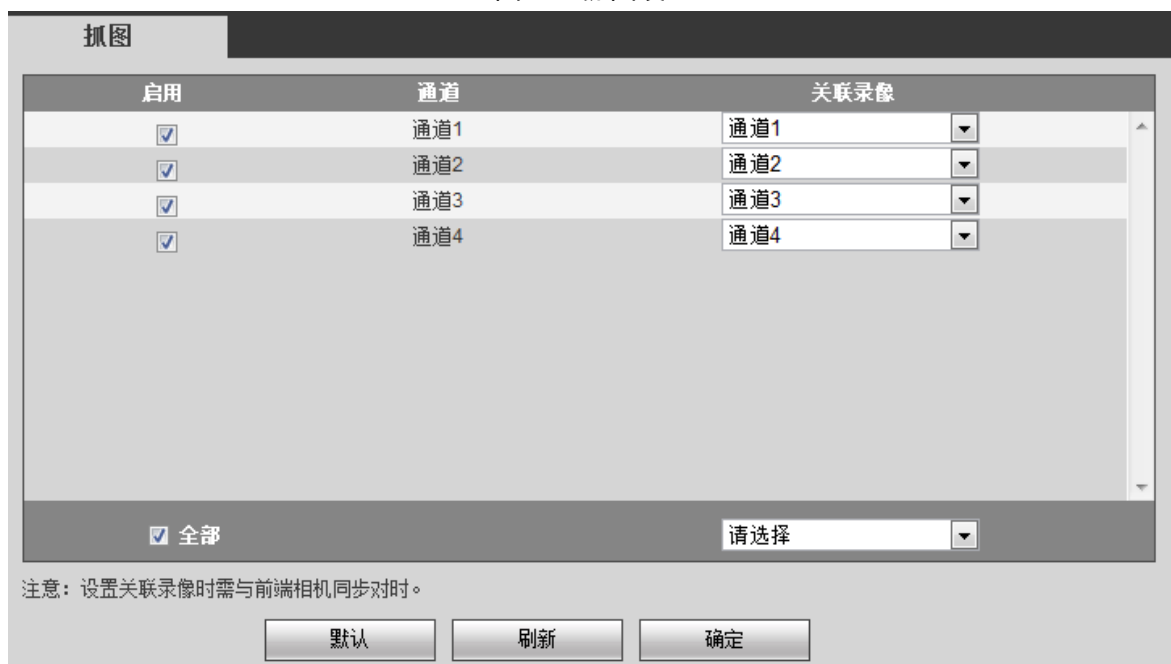 抓图
启用 通道 关联录像
通道1 通道1
通道2 通道2
通道3 通道3
通道4 通道4
全部 请选择
注意：设置关联录像时需与前端相机同步对时。
默认 刷新 确定